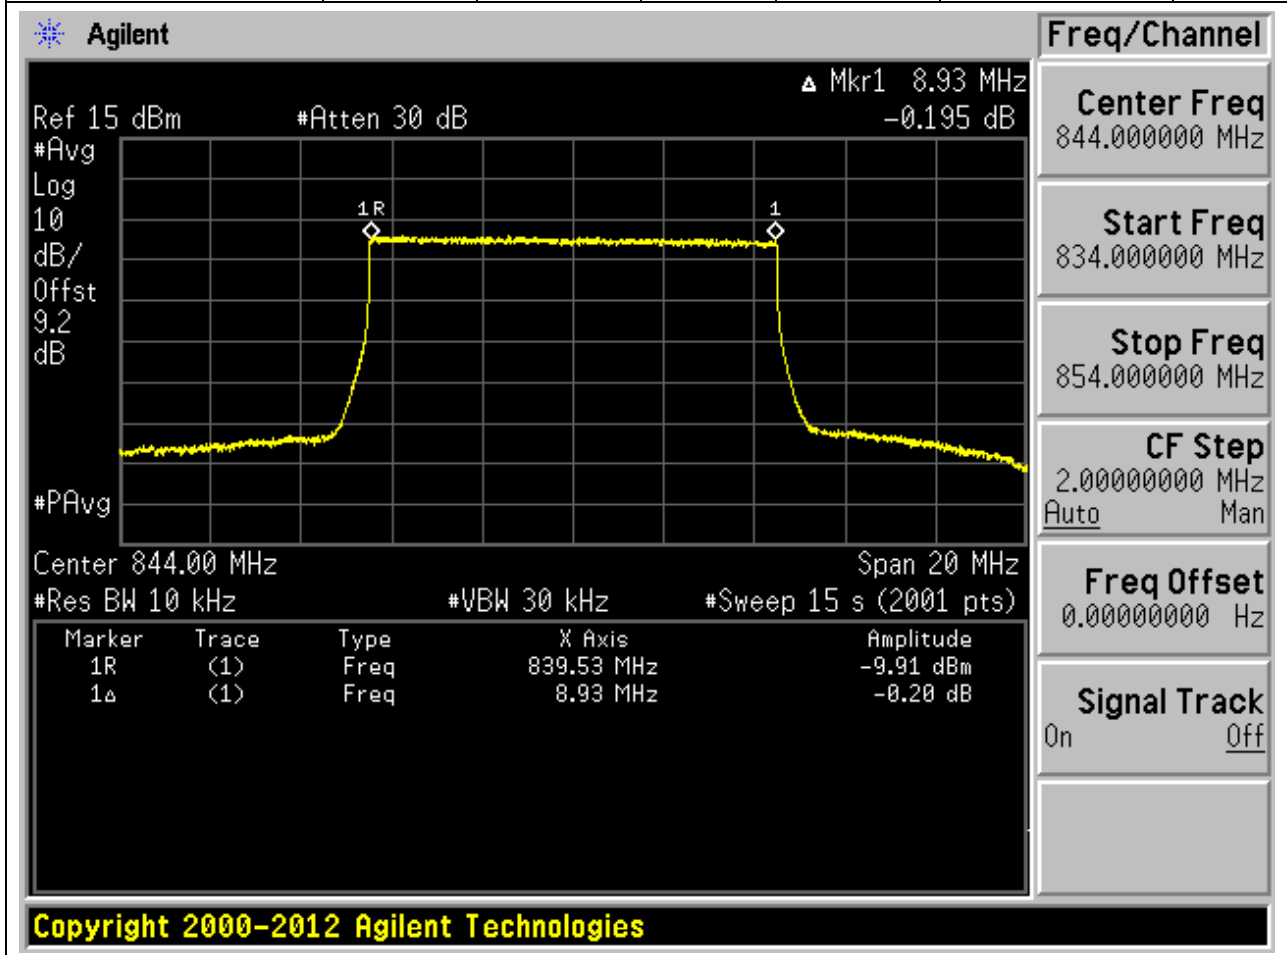 Agilent
Freq/Channel
▵ Mkr1 8.93 MHz
Ref 15 dBm #Atten 30 dB -0.195 dB
#Avg
Log
10
dB/
Offst
9.2
dB
1R 1
#PAvg
Center 844.00 MHz Span 20 MHz
#Res BW 10 kHz #VBW 30 kHz #Sweep 15 s (2001 pts)
Marker Trace Type X Axis Amplitude
1R (1) Freq 839.53 MHz -9.91 dBm
1▵ (1) Freq 8.93 MHz -0.20 dB
Center Freq
844.000000 MHz
Start Freq
834.000000 MHz
Stop Freq
854.000000 MHz
CF Step
2.00000000 MHz
Auto Man
Freq Offset
0.00000000 Hz
Signal Track
On Off
Copyright 2000-2012 Agilent Technologies